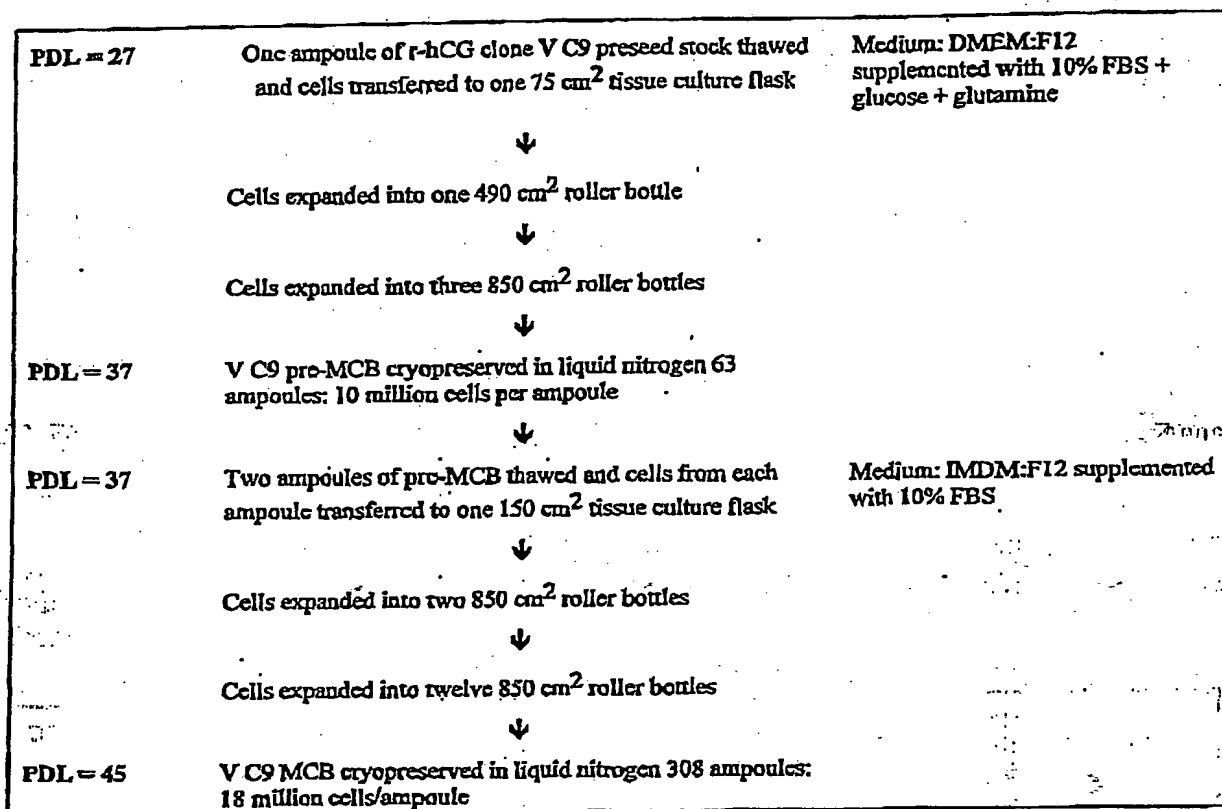 PDL = 27
One ampoule of r-hCG clone V C9 preseed stock thawed
and cells transferred to one 75 cm² tissue culture flask
Medium: DMEM:F12
supplemented with 10% FBS +
glucose + glutamine
↓
Cells expanded into one 490 cm² roller bottle
↓
Cells expanded into three 850 cm² roller bottles
↓
PDL = 37
V C9 pre-MCB cryopreserved in liquid nitrogen 63
ampoules: 10 million cells per ampoule
↓
PDL = 37
Two ampoules of pre-MCB thawed and cells from each
ampoule transferred to one 150 cm² tissue culture flask
Medium: IMDM:F12 supplemented
with 10% FBS
↓
Cells expanded into two 850 cm² roller bottles
↓
Cells expanded into twelve 850 cm² roller bottles
↓
PDL = 45
V C9 MCB cryopreserved in liquid nitrogen 308 ampoules:
18 million cells/ampoule